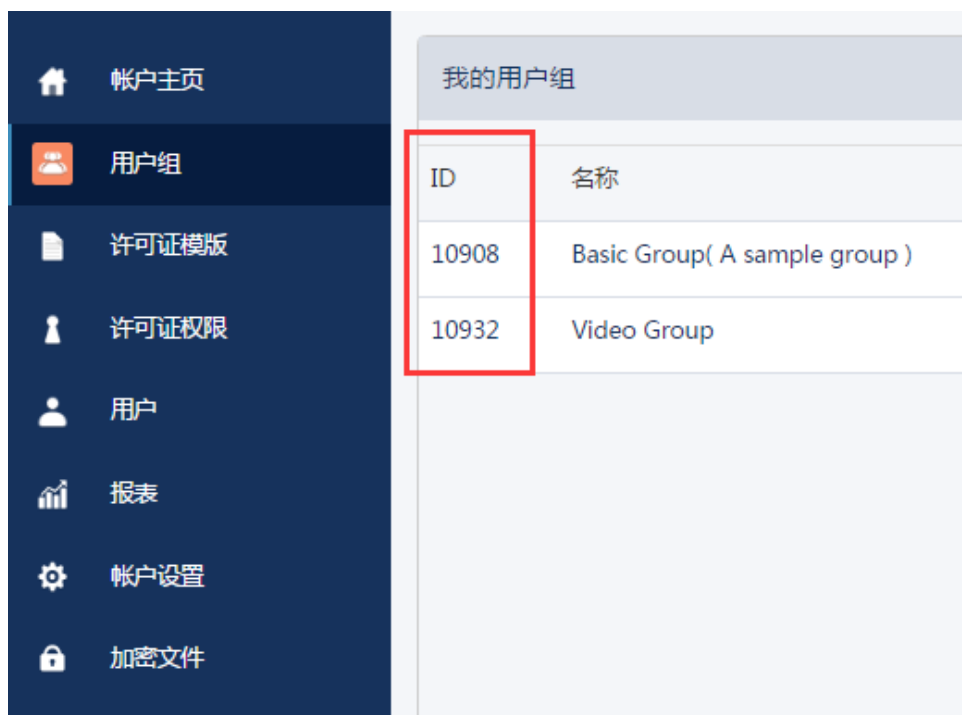 帐户主页
用户组
许可证模版
许可证权限
用户
报表
帐户设置
加密文件
我的用户组
ID 名称
10908 Basic Group( A sample group )
10932 Video Group